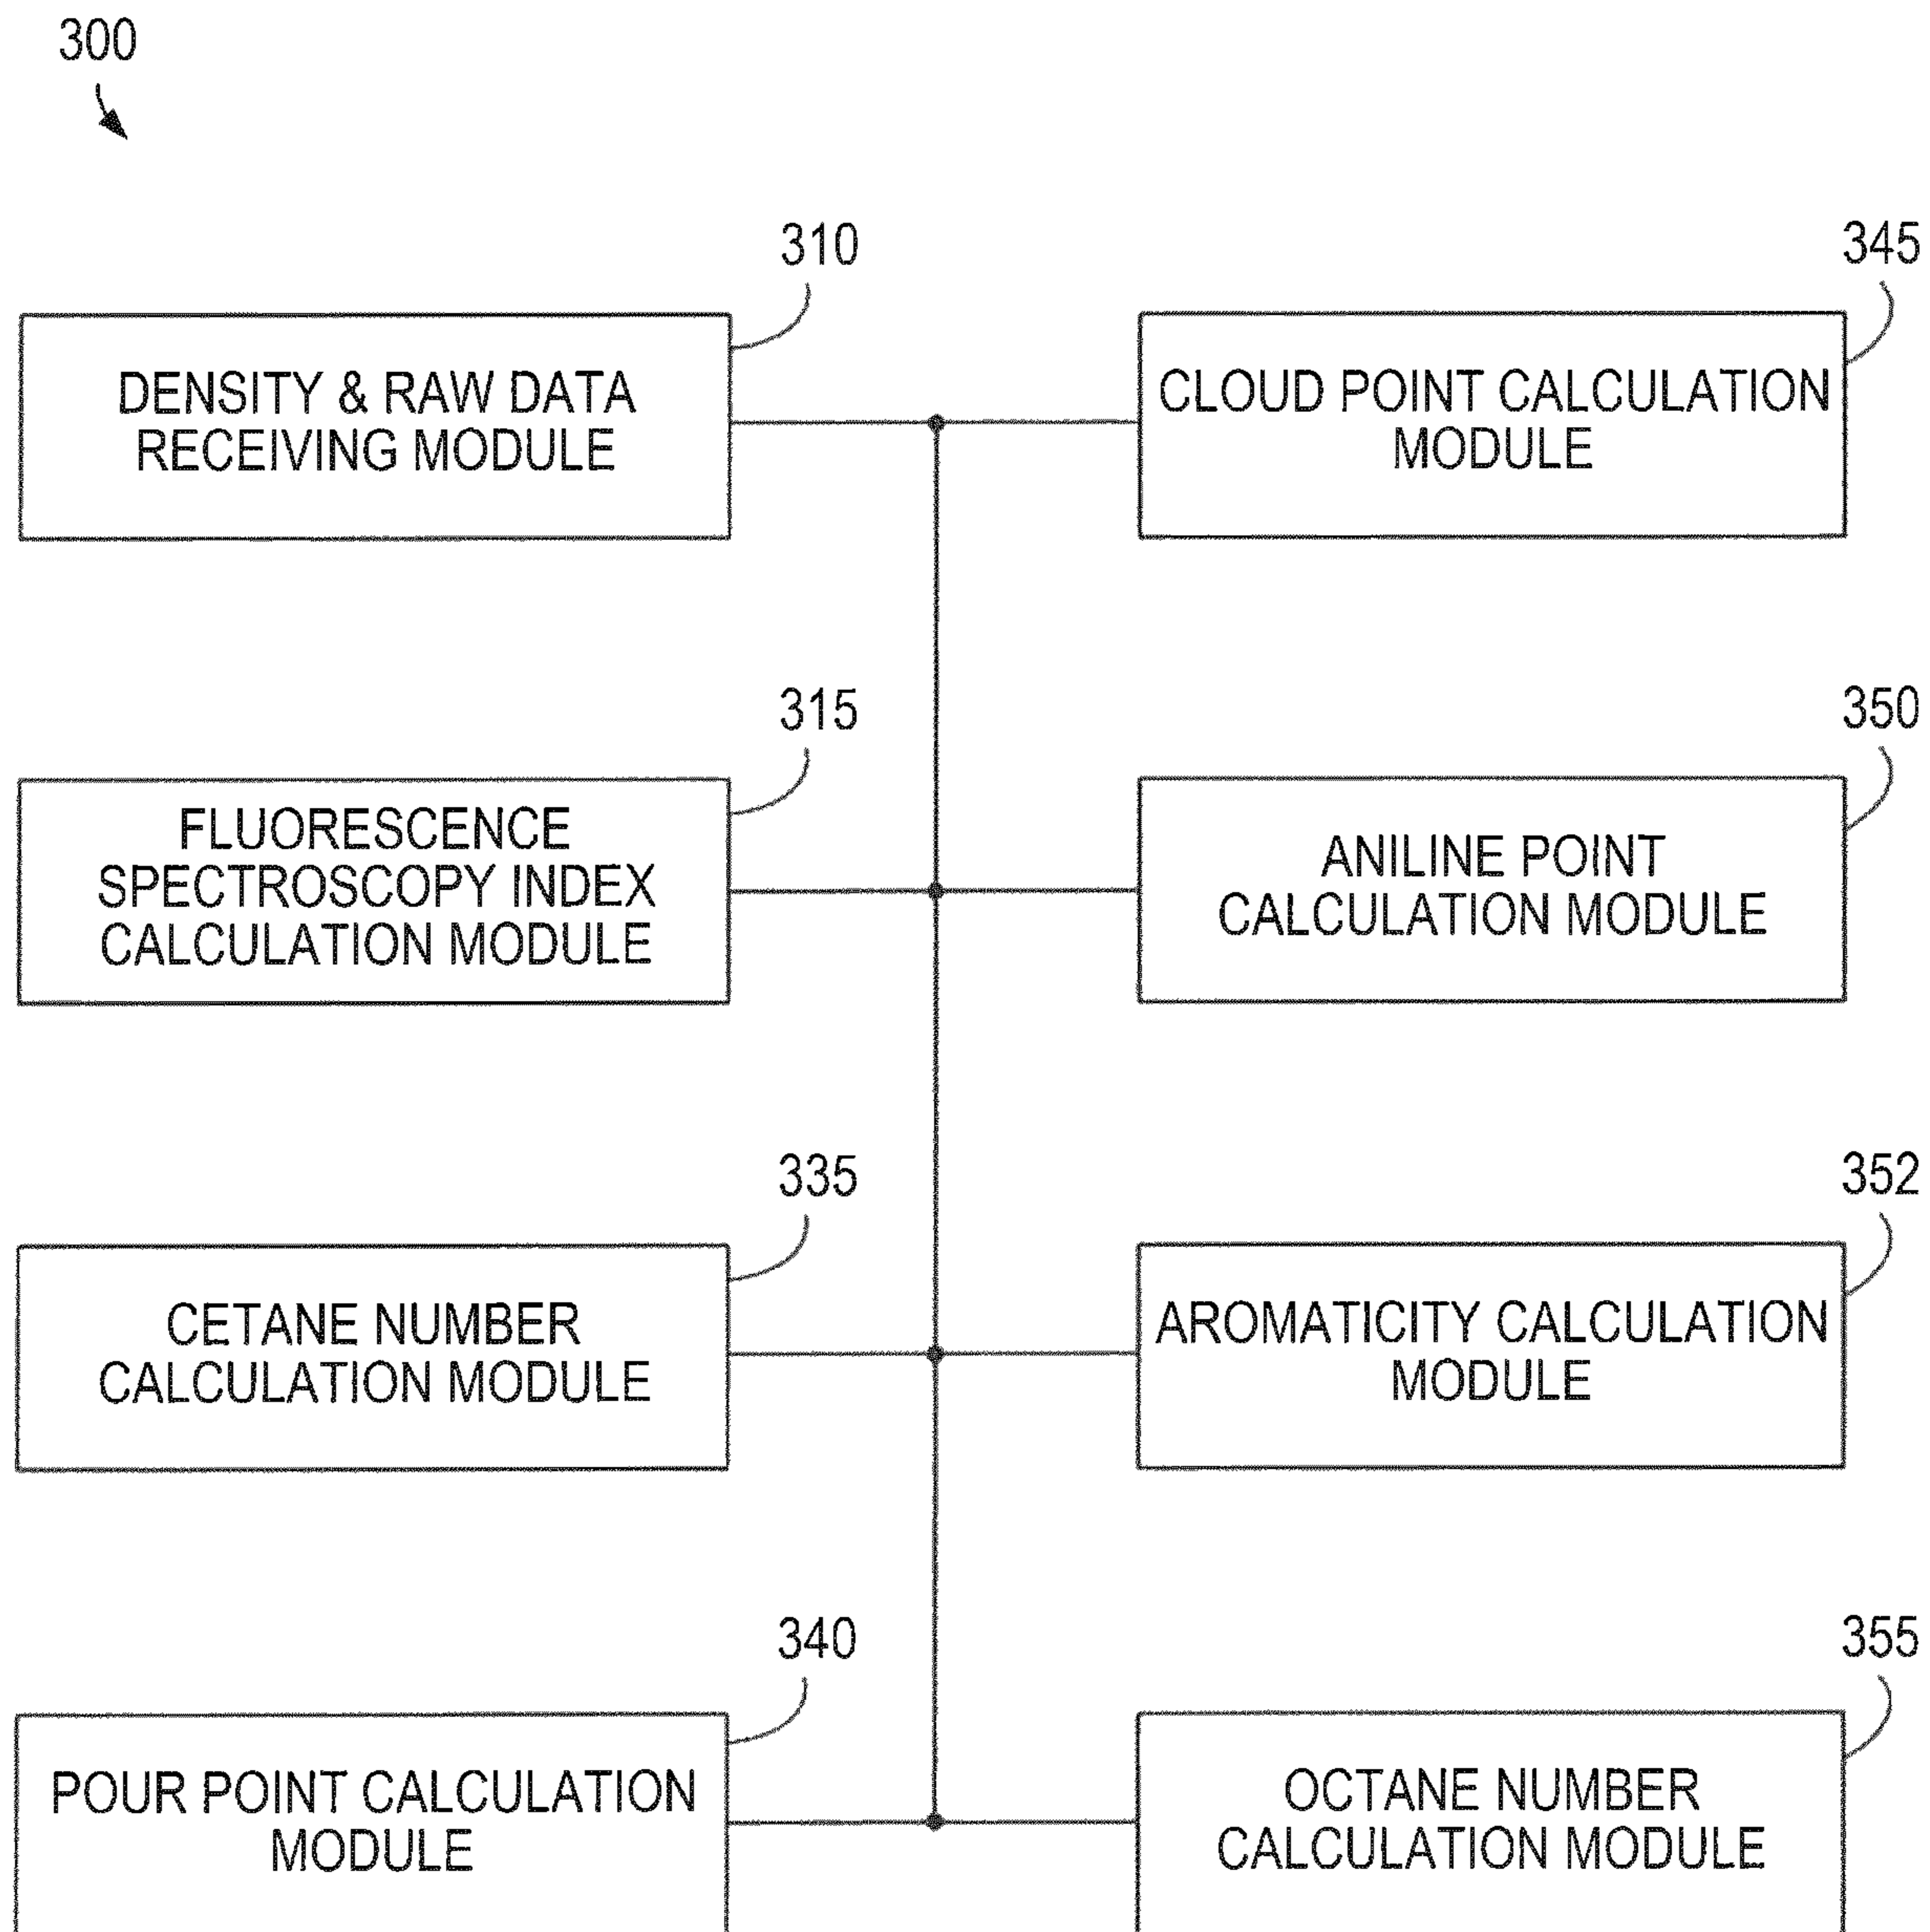 300
310
DENSITY & RAW DATA
RECEIVING MODULE
345
CLOUD POINT CALCULATION
MODULE
315
FLUORESCENCE
SPECTROSCOPY INDEX
CALCULATION MODULE
350
ANILINE POINT
CALCULATION MODULE
335
CETANE NUMBER
CALCULATION MODULE
352
AROMATICITY CALCULATION
MODULE
340
POUR POINT CALCULATION
MODULE
355
OCTANE NUMBER
CALCULATION MODULE